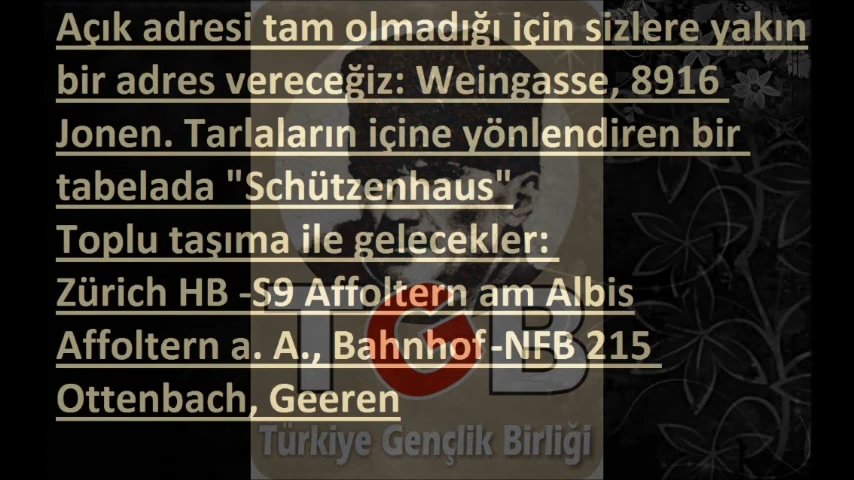 Açık adresi tam olmadığı için sizlere yakın
bir adres vereceğiz: Weingasse, 8916
Jonen. Tarlaların içine yönlendiren bir
tabelada "Schützenhaus"
Toplu taşıma ile gelecekler:
Zürich HB -S9 Affoltern am Albis
Affoltern a. A., Bahnhof -NFB 215
Ottenbach, Geeren
TGB
Türkiye Gençlik Birliği